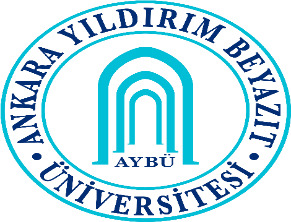 ANKARA YILDIRIM BEYAZIT
AYBÜ
• ÜNİVERSİTESİ •